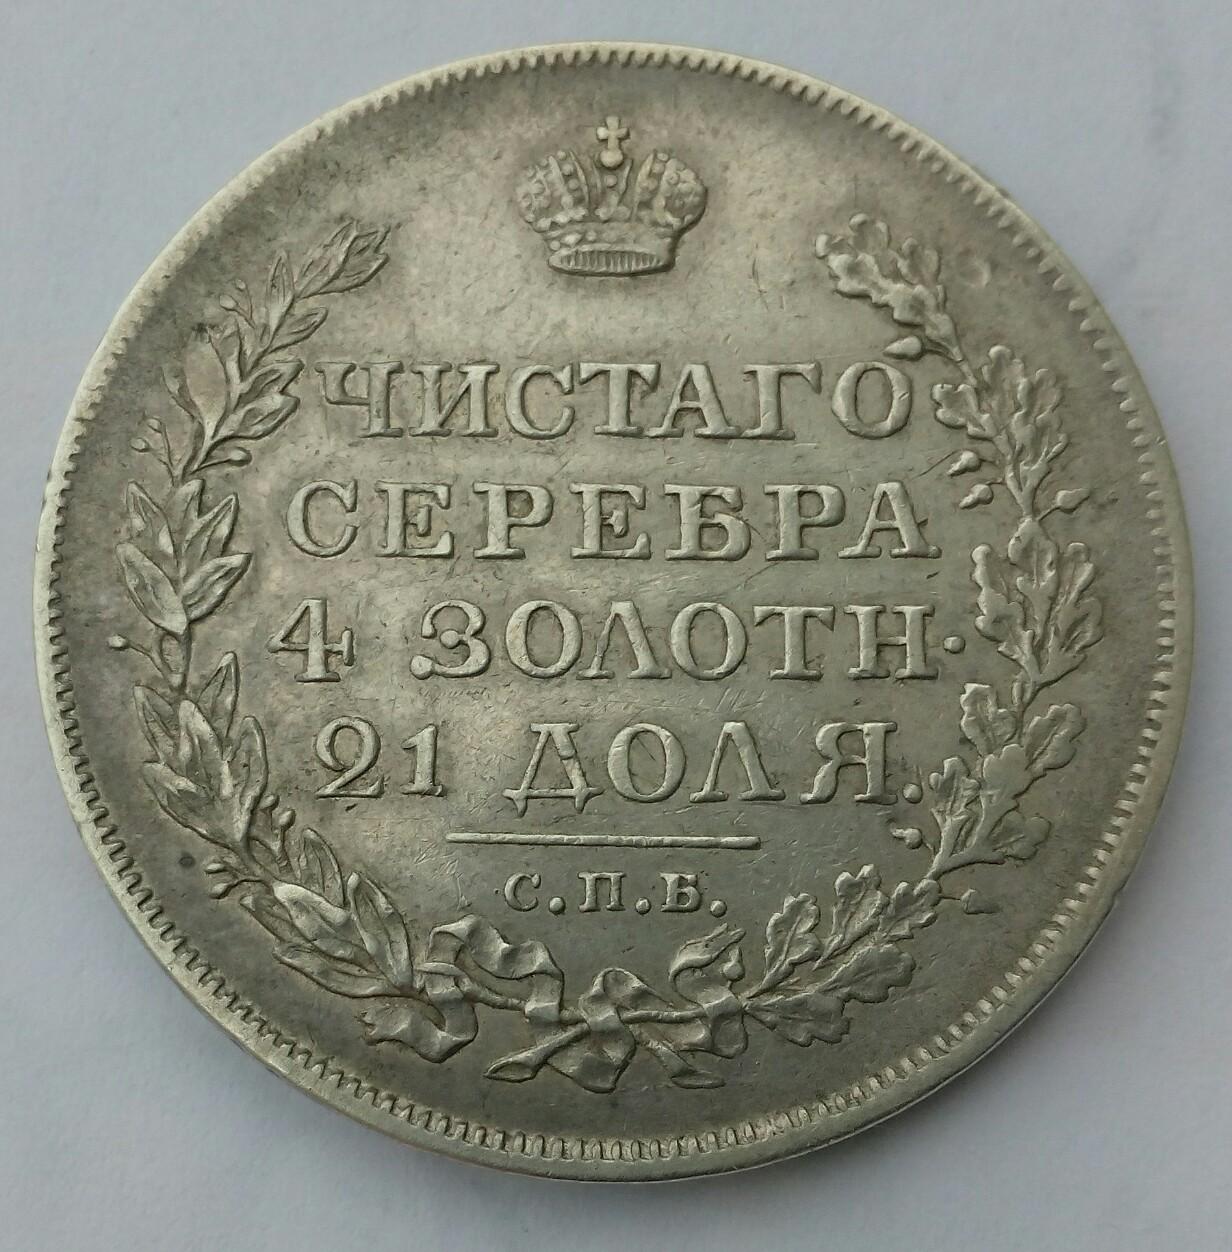 ЧИСТАГО
СЕРЕБРА
4 ЗОЛОТН.
21 ДОЛЯ.
С.П.Б.